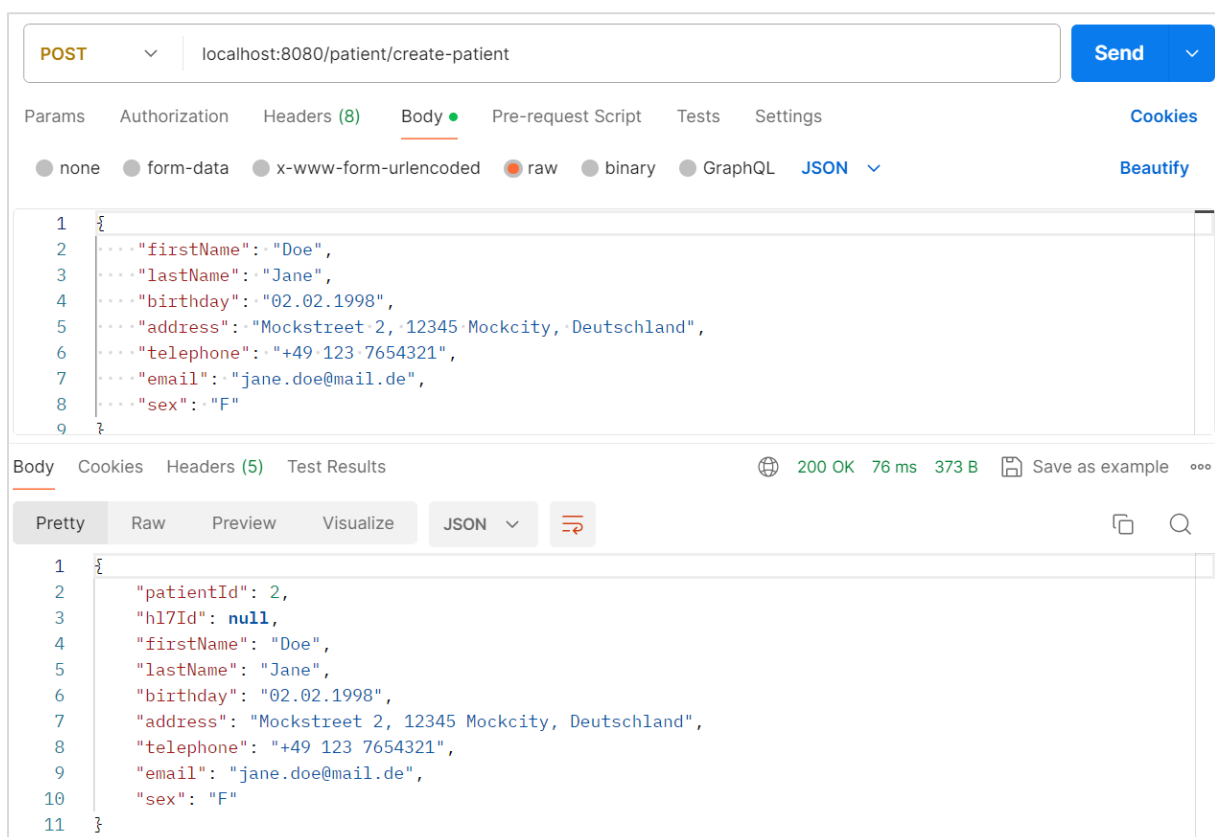 POST localhost:8080/patient/create-patient Send
Params Authorization Headers (8) Body Pre-request Script Tests Settings Cookies
none form-data x-www-form-urlencoded raw binary GraphQL JSON Beautify
1 {
2 "firstName": "Doe",
3 "lastName": "Jane",
4 "birthday": "02.02.1998",
5 "address": "Mockstreet 2, 12345 Mockcity, Deutschland",
6 "telephone": "+49 123 7654321",
7 "email": "jane.doe@mail.de",
8 "sex": "F"
9 }
Body Cookies Headers (5) Test Results 200 OK 76 ms 373 B Save as example
Pretty Raw Preview Visualize JSON
1 {
2 "patientId": 2,
3 "hl7Id": null,
4 "firstName": "Doe",
5 "lastName": "Jane",
6 "birthday": "02.02.1998",
7 "address": "Mockstreet 2, 12345 Mockcity, Deutschland",
8 "telephone": "+49 123 7654321",
9 "email": "jane.doe@mail.de",
10 "sex": "F"
11 }